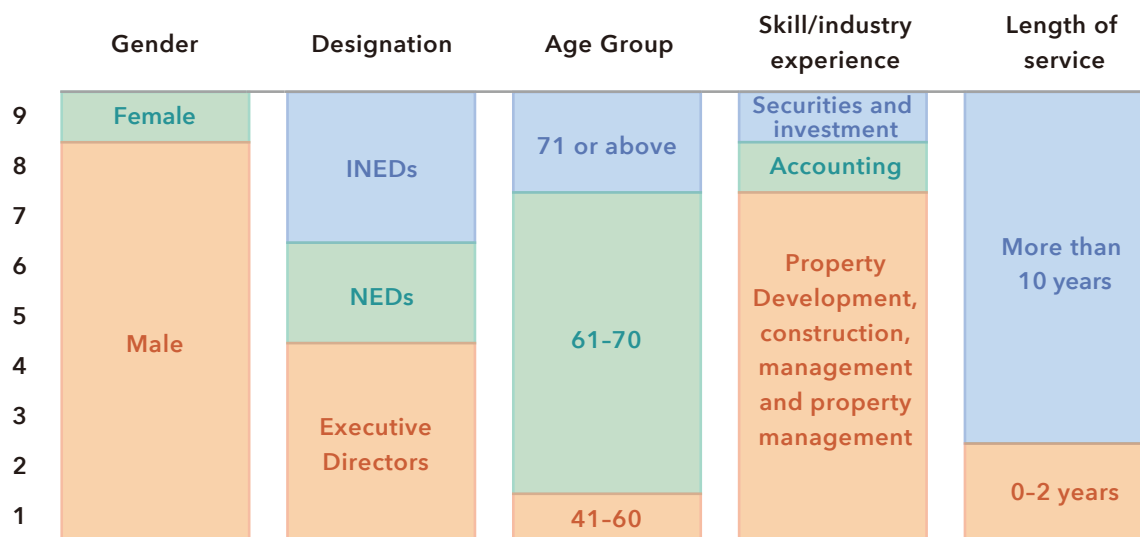 Gender
Designation
Age Group
Skill/industry
experience
Length of
service
9
8
7
6
5
4
3
2
1
Female
Male
INEDs
NEDs
Executive
Directors
71 or above
61–70
41–60
Securities and
investment
Accounting
Property
Development,
construction,
management
and property
management
More than
10 years
0–2 years